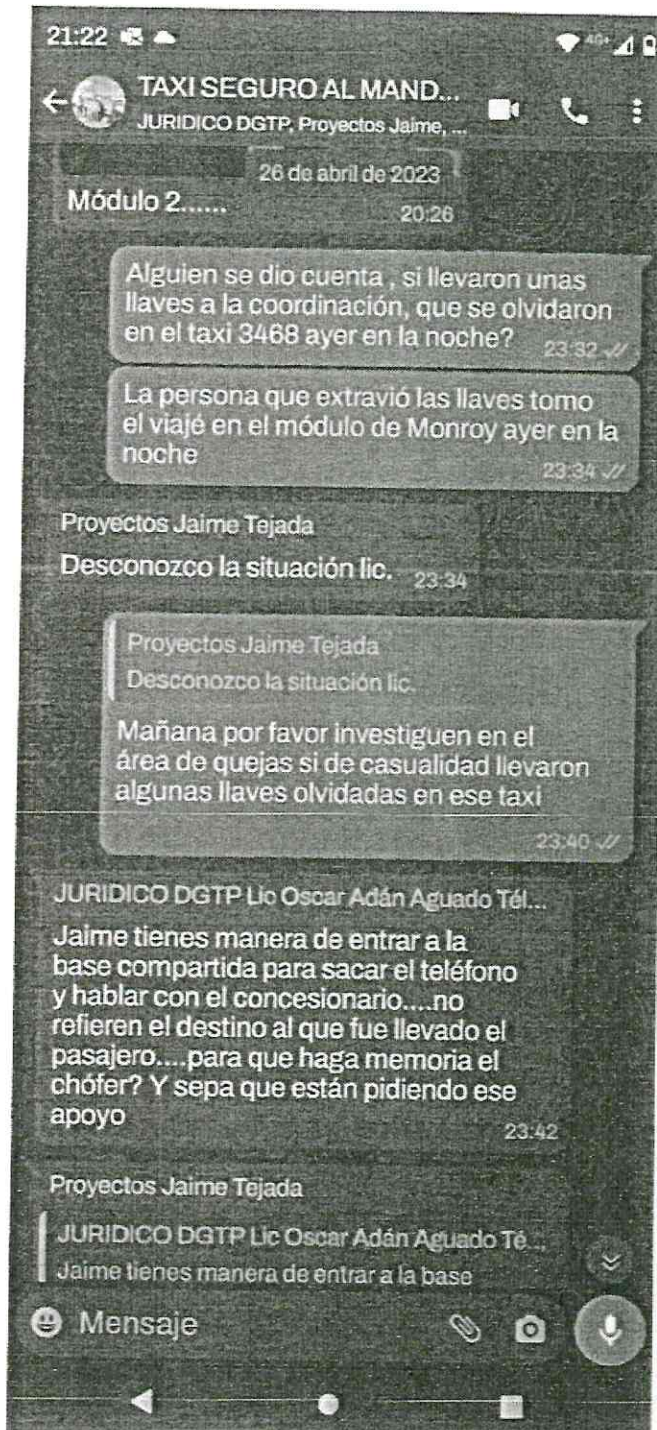 21:22
4G+
TAXI SEGURO AL MAND...
JURIDICO DGTP, Proyectos Jaime, ...
26 de abril de 2023
Módulo 2......
20:26
Alguien se dio cuenta , si llevaron unas
llaves a la coordinación, que se olvidaron
en el taxi 3468 ayer en la noche?
23:32
La persona que extravió las llaves tomo
el viajé en el módulo de Monroy ayer en la
noche
23:34
Proyectos Jaime Tejada
Desconozco la situación lic.
23:34
Proyectos Jaime Tejada
Desconozco la situación lic.
Mañana por favor investiguen en el
área de quejas si de casualidad llevaron
algunas llaves olvidadas en ese taxi
23:40
JURIDICO DGTP Lic Oscar Adán Aguado Tél...
Jaime tienes manera de entrar a la
base compartida para sacar el teléfono
y hablar con el concesionario....no
refieren el destino al que fue llevado el
pasajero....para que haga memoria el
chófer? Y sepa que están pidiendo ese
apoyo
23:42
Proyectos Jaime Tejada
JURIDICO DGTP Lic Oscar Adán Aguado Té...
Jaime tienes manera de entrar a la base
Mensaje